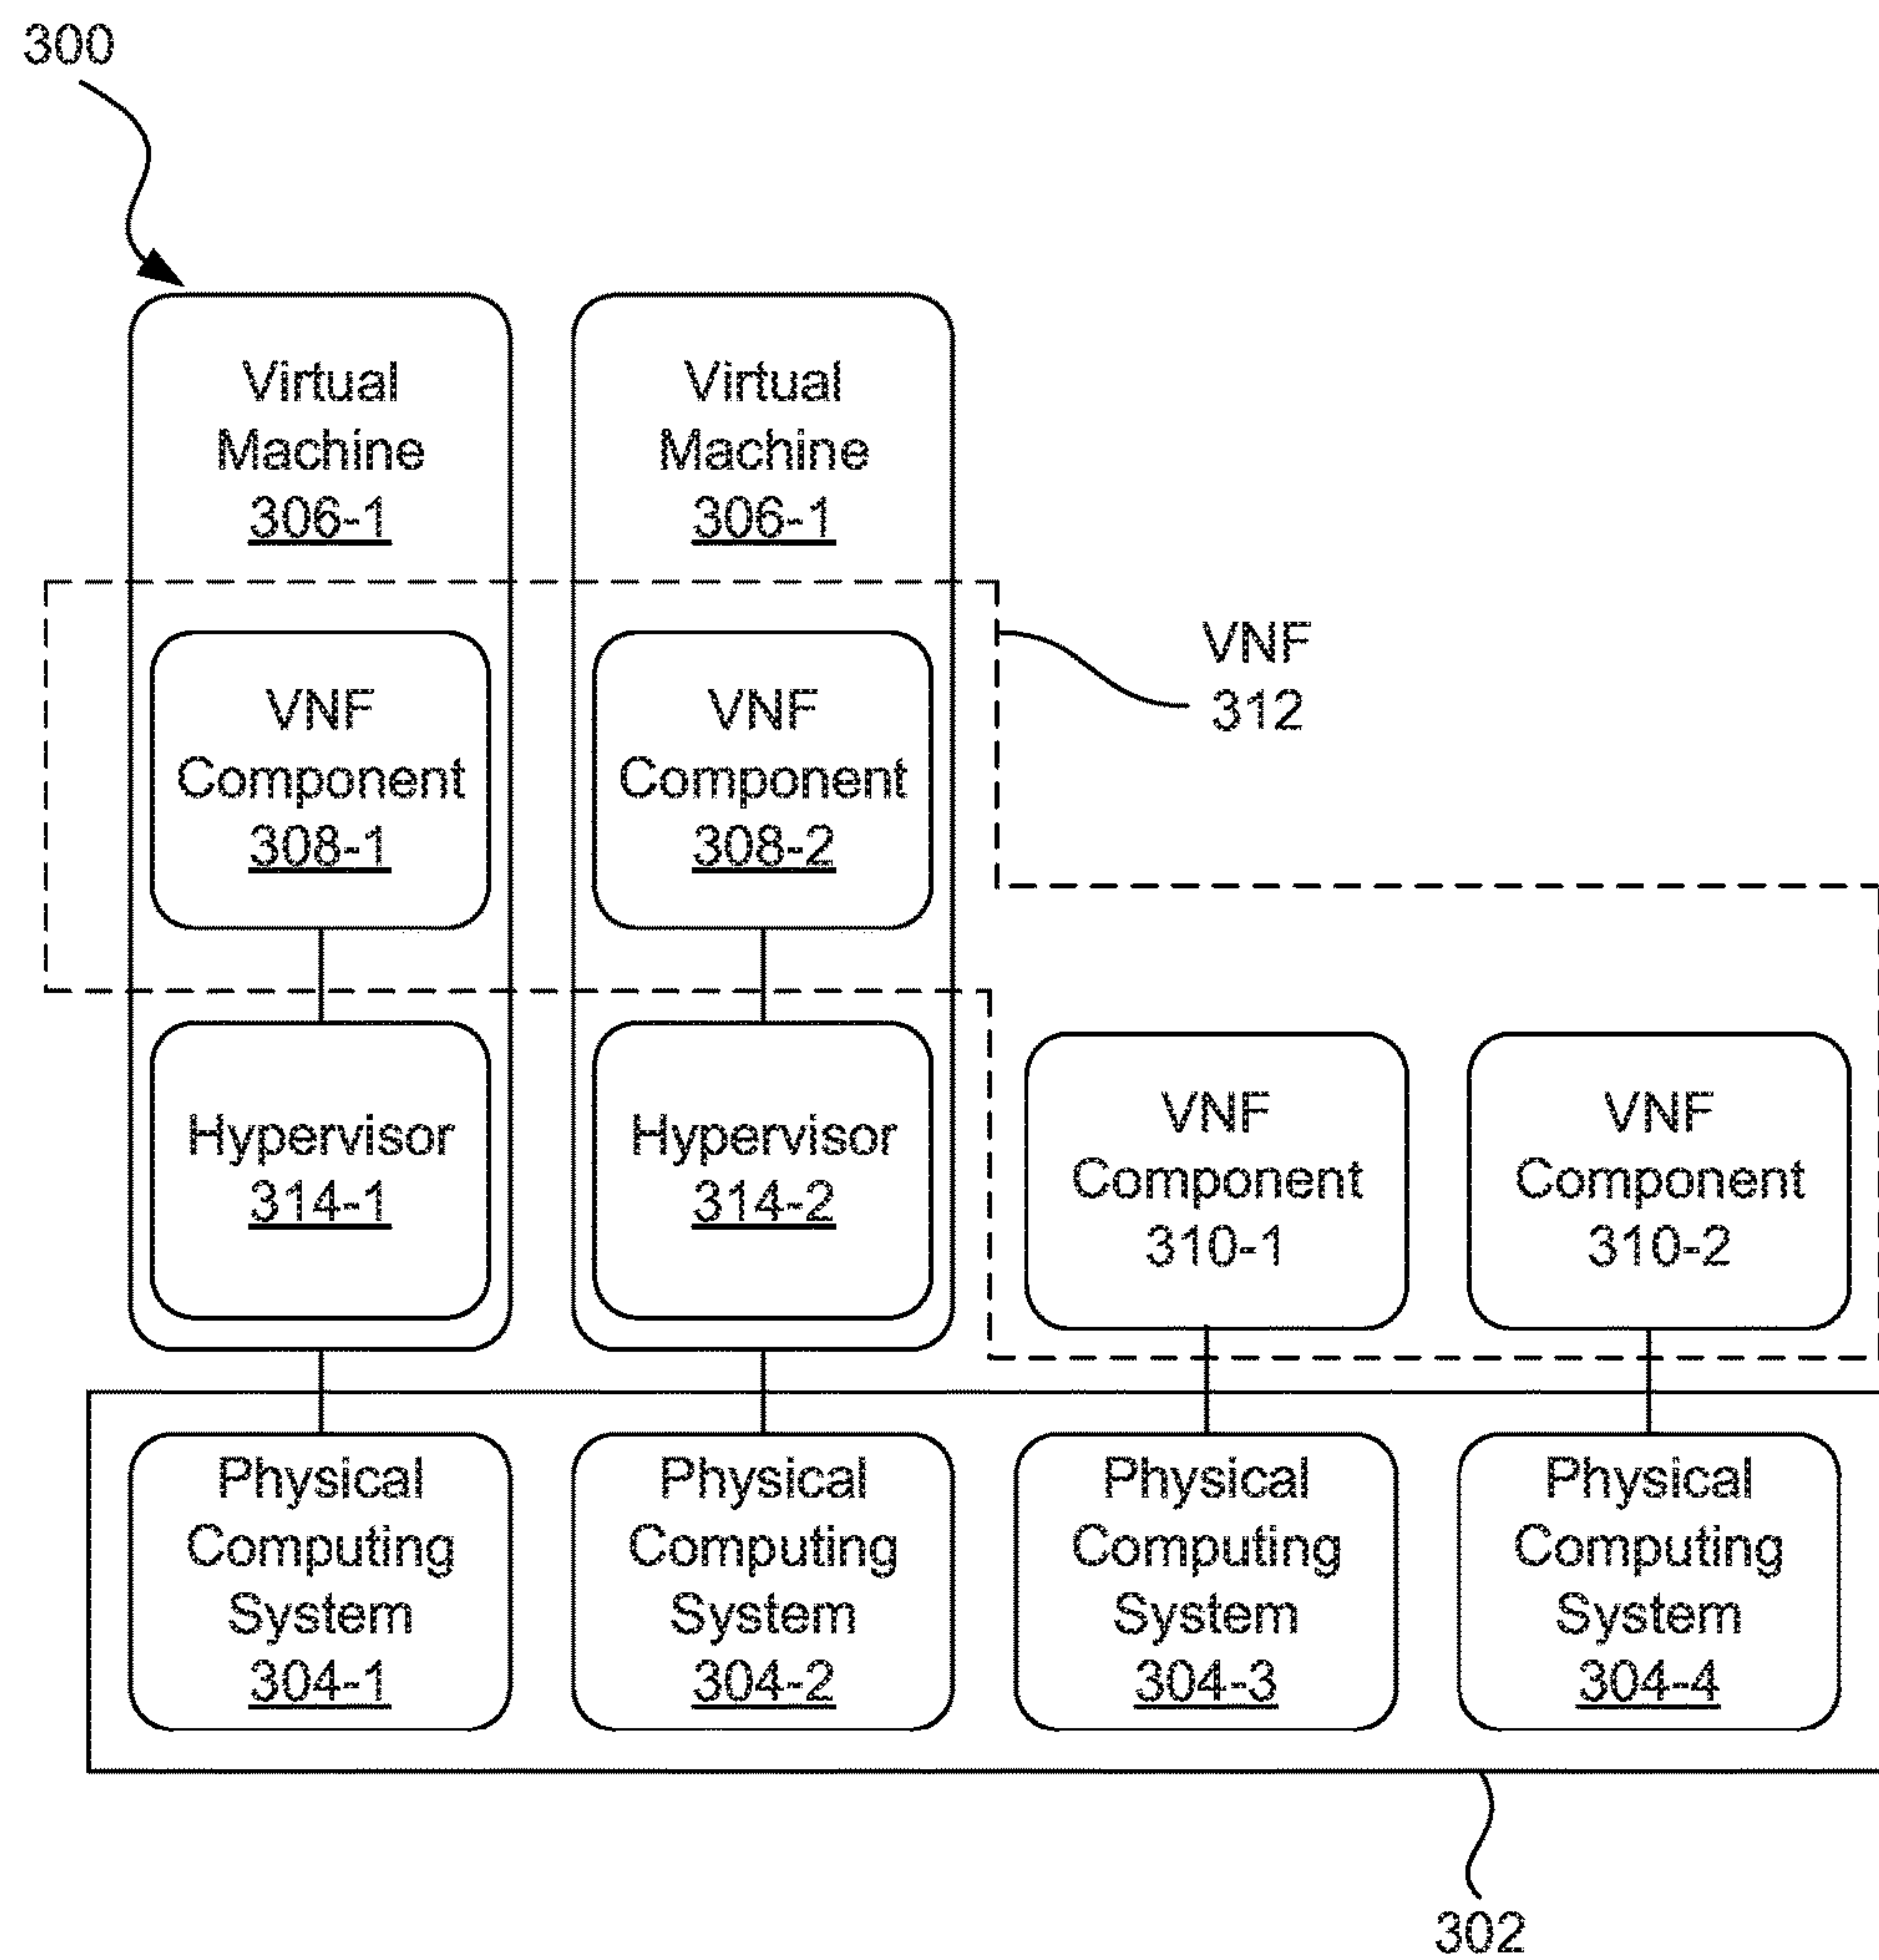 300
Virtual
Machine
306-1
Virtual
Machine
306-1
VNF
312
VNF
Component
308-1
VNF
Component
308-2
Hypervisor
314-1
Hypervisor
314-2
VNF
Component
310-1
VNF
Component
310-2
Physical
Computing
System
304-1
Physical
Computing
System
304-2
Physical
Computing
System
304-3
Physical
Computing
System
304-4
302